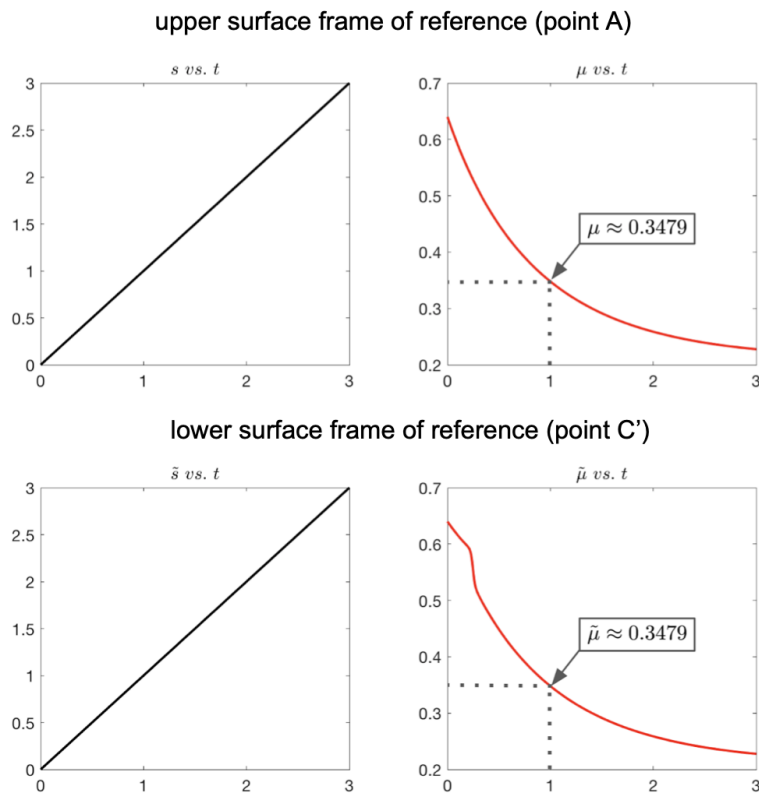 upper surface frame of reference (point A)
s vs. t
μ vs. t
3
2.5
2
1.5
1
0.5
0
0 1 2 3
0.7
0.6
0.5
0.4
0.3
0.2
μ ≈ 0.3479
0 1 2 3
lower surface frame of reference (point C’)
s̃ vs. t
μ̃ vs. t
3
2.5
2
1.5
1
0.5
0
0 1 2 3
0.7
0.6
0.5
0.4
0.3
0.2
μ̃ ≈ 0.3479
0 1 2 3